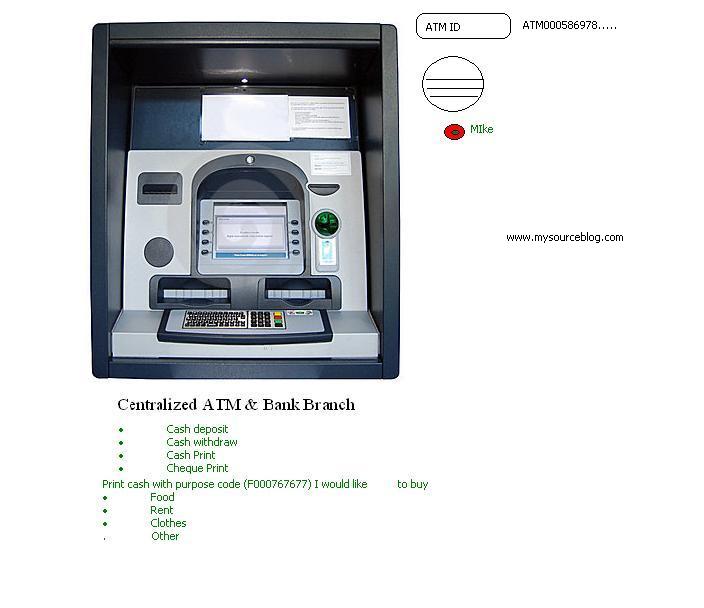 ATM ID
ATM000586978.....
MIke
www.mysourceblog.com
Centralized ATM & Bank Branch
• Cash deposit
• Cash withdraw
• Cash Print
• Cheque Print
Print cash with purpose code (F000767677) I would like to buy
• Food
• Rent
• Clothes
. Other